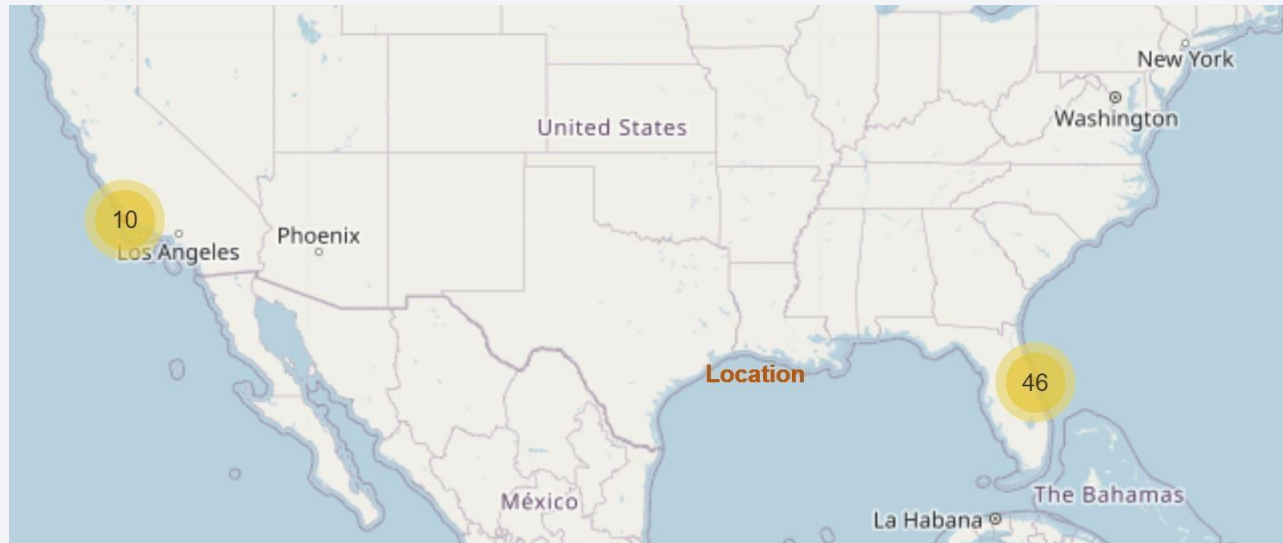 New York
Washington
United States
10
Los Angeles
Phoenix
Location
46
México
The Bahamas
La Habana